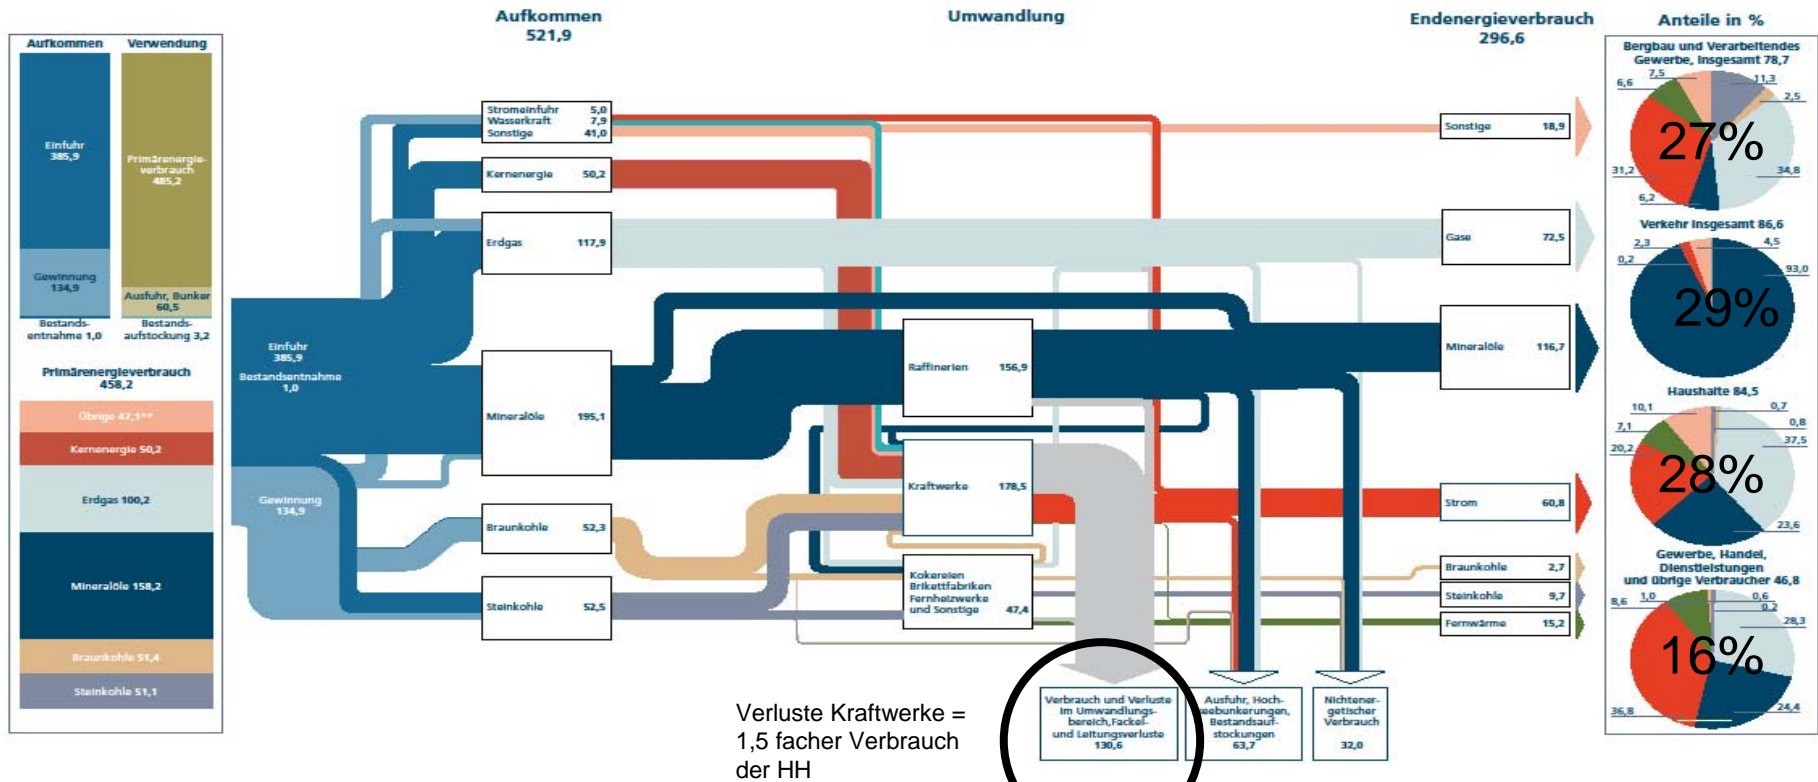 Aufkommen
521,9
Umwandlung
Endenergieverbrauch
296,6
Anteile in %
Aufkommen
Verwendung
Einfuhr
385,9
Gewinnung
134,9
Bestands-
entnahme 1,0
Primärenergie-
verbrauch
485,2
Ausfuhr, Bunker
60,5
Bestands-
aufstockung 3,2
Primärenergieverbrauch
458,2
Übrige 47,1**
Kernenergie 50,2
Erdgas 100,2
Mineralöle 158,2
Braunkohle 51,4
Steinkohle 51,1
Einfuhr
385,9
Bestandsentnahme
1,0
Gewinnung
134,9
Stromeinfuhr 5,0
Wasserkraft 7,9
Sonstige 41,0
Kernenergie 50,2
Erdgas 117,9
Mineralöle 195,1
Braunkohle 52,3
Steinkohle 52,5
Raffinerien 156,9
Kraftwerke 178,5
Kokereien
Brikettfabriken
Fernheizwerke
und Sonstige 47,4
Sonstige 18,9
Gase 72,5
Mineralöle 116,7
Strom 60,8
Braunkohle 2,7
Steinkohle 9,7
Fernwärme 15,2
Verluste Kraftwerke =
1,5 facher Verbrauch
der HH
Verbrauch und Verluste
im Umwandlungs-
bereich,Fackel-
und Leitungsverluste
130,6
Ausfuhr, Hoch-
seebunkerungen,
Bestandsauf-
stockungen
63,7
Nichtener-
getischer
Verbrauch
32,0
Bergbau und Verarbeitendes
Gewerbe, insgesamt 78,7
7,5
11,3
6,6
2,5
27%
31,2
34,8
6,2
Verkehr insgesamt 86,6
2,3
4,5
0,2
93,0
29%
Haushalte 84,5
10,1
0,7
0,8
7,1
37,5
20,2
28%
23,6
Gewerbe, Handel,
Dienstleistungen
und übrige Verbraucher 46,8
1,0
0,6
8,6
0,2
28,3
16%
36,8
24,4